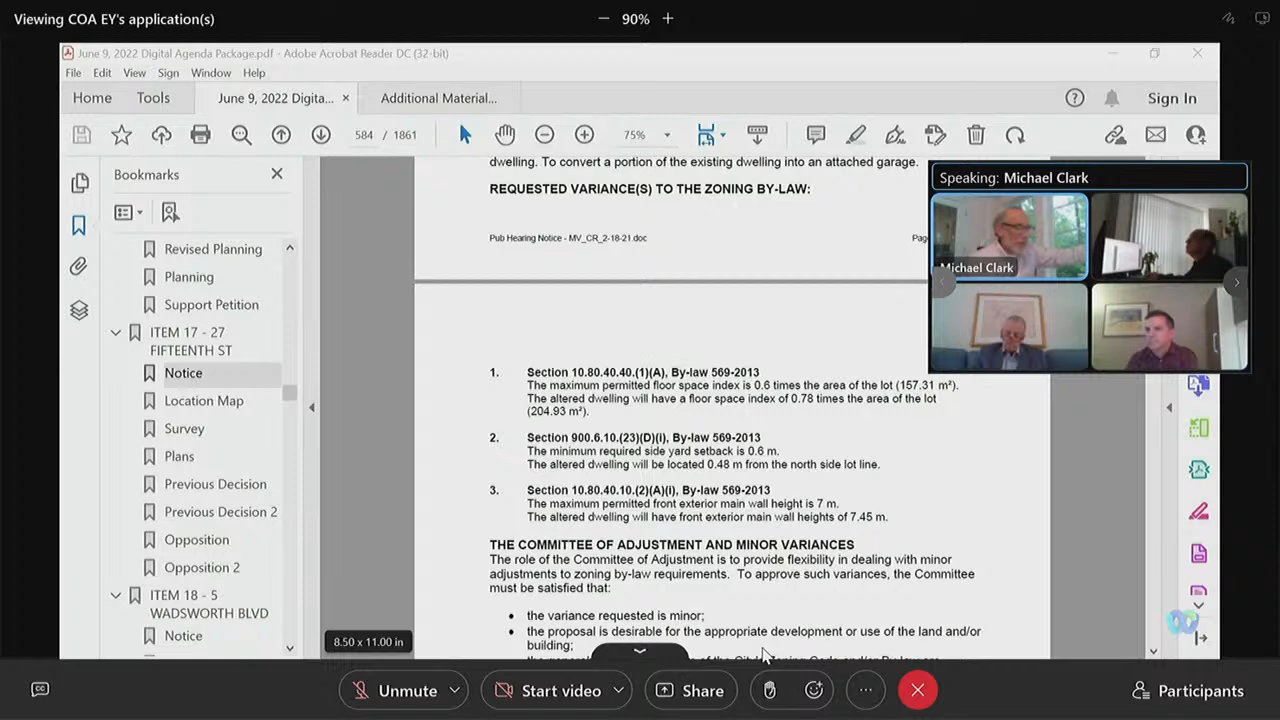 Viewing COA EY's application(s)
90%
June 9, 2022 Digital Agenda Package.pdf - Adobe Acrobat Reader DC (32-bit)
File Edit View Sign Window Help
Home Tools June 9, 2022 Digita... Additional Material... Sign In
584 / 1861 75%
Bookmarks
Revised Planning
Planning
Support Petition
ITEM 17 - 27
FIFTEENTH ST
Notice
Location Map
Survey
Plans
Previous Decision
Previous Decision 2
Opposition
Opposition 2
ITEM 18 - 5
WADSWORTH BLVD
Notice
8.50 x 11.00 in
dwelling. To convert a portion of the existing dwelling into an attached garage.
REQUESTED VARIANCE(S) TO THE ZONING BY-LAW:
Pub Hearing Notice - MV_CR_2-18-21.doc
1. Section 10.80.40.40.(1)(A), By-law 569-2013
The maximum permitted floor space index is 0.6 times the area of the lot (157.31 m²).
The altered dwelling will have a floor space index of 0.78 times the area of the lot
(204.93 m²).
2. Section 900.6.10.(23)(D)(i), By-law 569-2013
The minimum required side yard setback is 0.6 m.
The altered dwelling will be located 0.48 m from the north side lot line.
3. Section 10.80.40.10.(2)(A)(i), By-law 569-2013
The maximum permitted front exterior main wall height is 7 m.
The altered dwelling will have front exterior main wall heights of 7.45 m.
THE COMMITTEE OF ADJUSTMENT AND MINOR VARIANCES
The role of the Committee of Adjustment is to provide flexibility in dealing with minor
adjustments to zoning by-law requirements. To approve such variances, the Committee
must be satisfied that:
• the variance requested is minor;
• the proposal is desirable for the appropriate development or use of the land and/or
building;
Speaking: Michael Clark
Michael Clark
Unmute Start video Share Participants